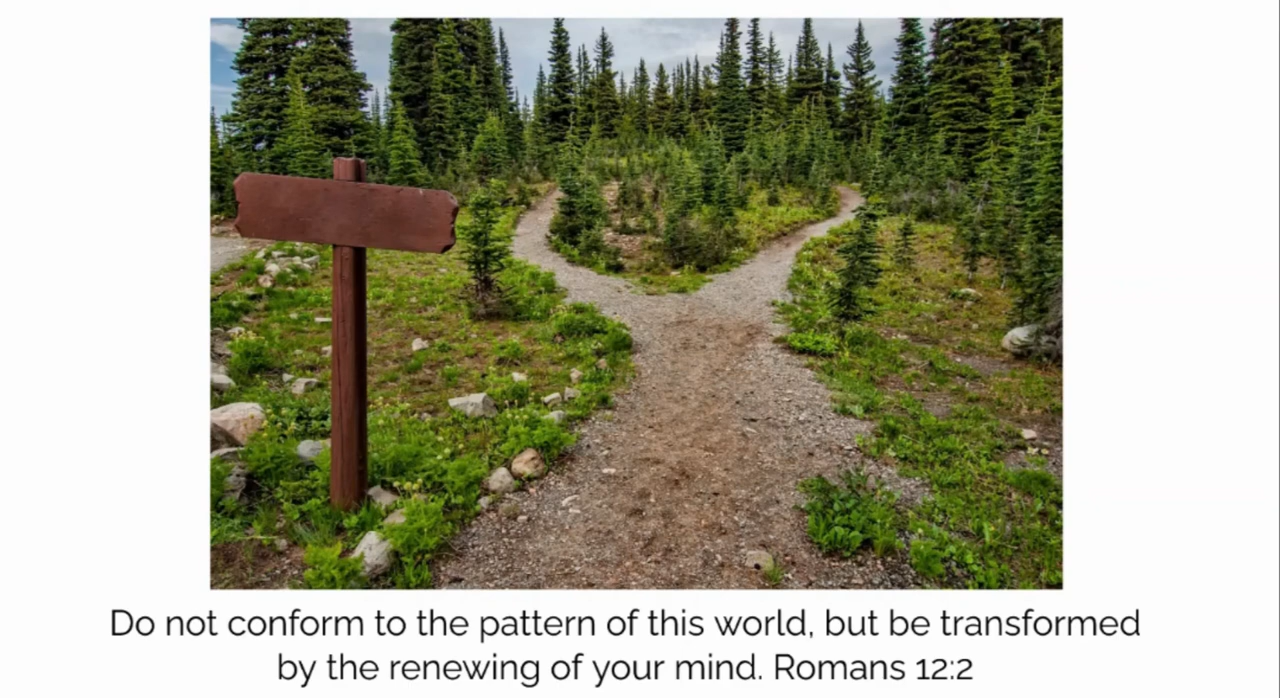 Do not conform to the pattern of this world, but be transformed
by the renewing of your mind. Romans 12:2